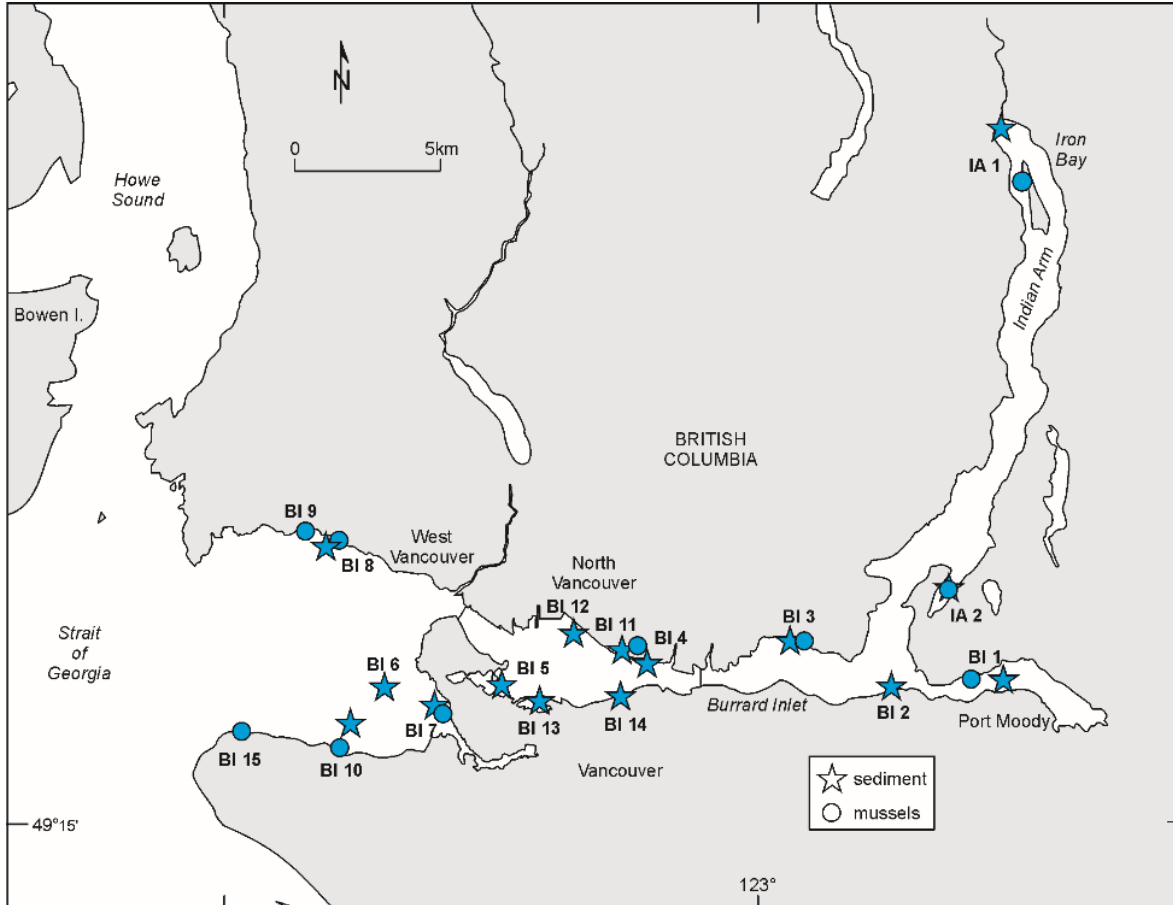 N
0
5km
Howe
Sound
Iron
Bay
IA 1
Indian Arm
Bowen I.
BRITISH
COLUMBIA
BI 9
West
Vancouver
BI 8
North
Vancouver
BI 12
BI 11
BI 4
BI 3
IA 2
Strait
of
Georgia
BI 6
BI 5
BI 1
BI 7
BI 13
BI 14
Burrard Inlet
BI 2
Port Moody
BI 15
BI 10
Vancouver
sediment
mussels
49°15'
123°